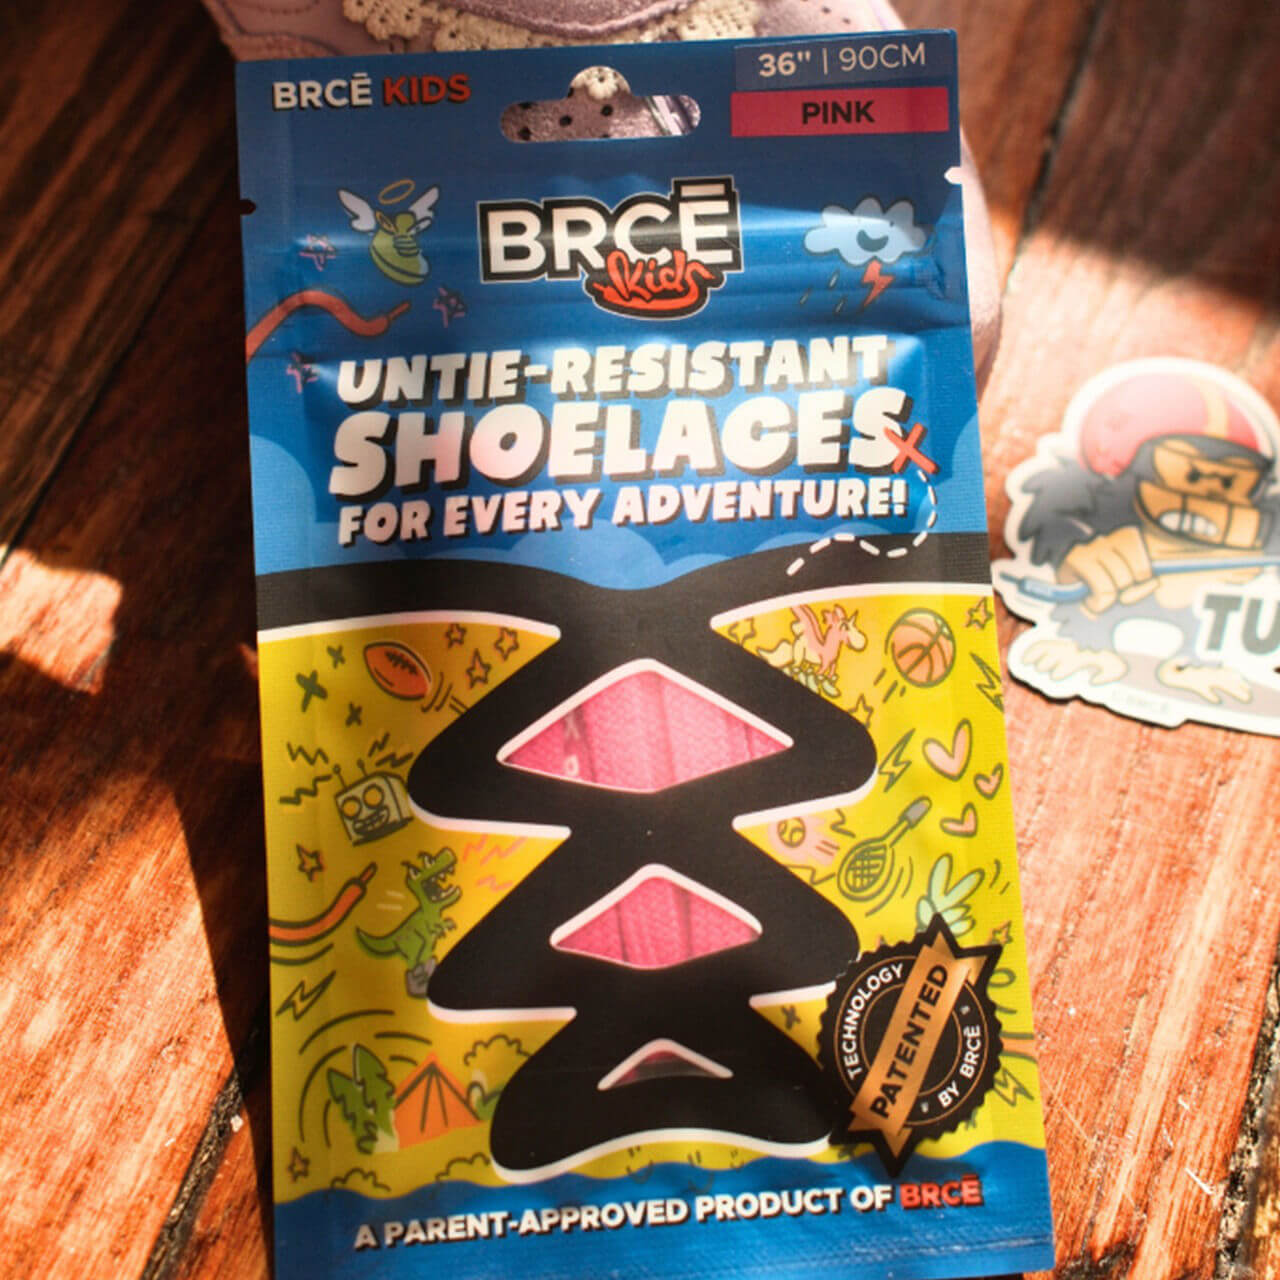 BRCĒ KIDS
36" | 90CM
PINK
BRCĒ
Kids
UNTIE-RESISTANT
SHOELACES
FOR EVERY ADVENTURE!
TECHNOLOGY
PATENTED
BY BRCĒ
A PARENT-APPROVED PRODUCT OF BRCĒ
TU